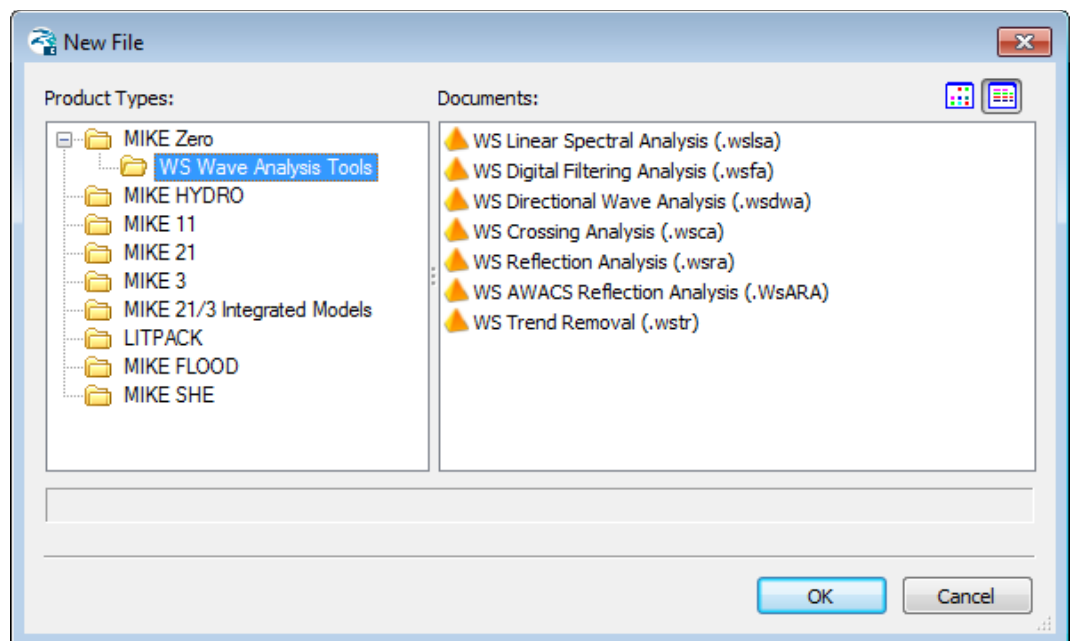 New File
Product Types:
Documents:
MIKE Zero
WS Wave Analysis Tools
MIKE HYDRO
MIKE 11
MIKE 21
MIKE 3
MIKE 21/3 Integrated Models
LITPACK
MIKE FLOOD
MIKE SHE
WS Linear Spectral Analysis (.wslsa)
WS Digital Filtering Analysis (.wsfa)
WS Directional Wave Analysis (.wsdwa)
WS Crossing Analysis (.wsca)
WS Reflection Analysis (.wsra)
WS AWACS Reflection Analysis (.WsARA)
WS Trend Removal (.wstr)
OK
Cancel